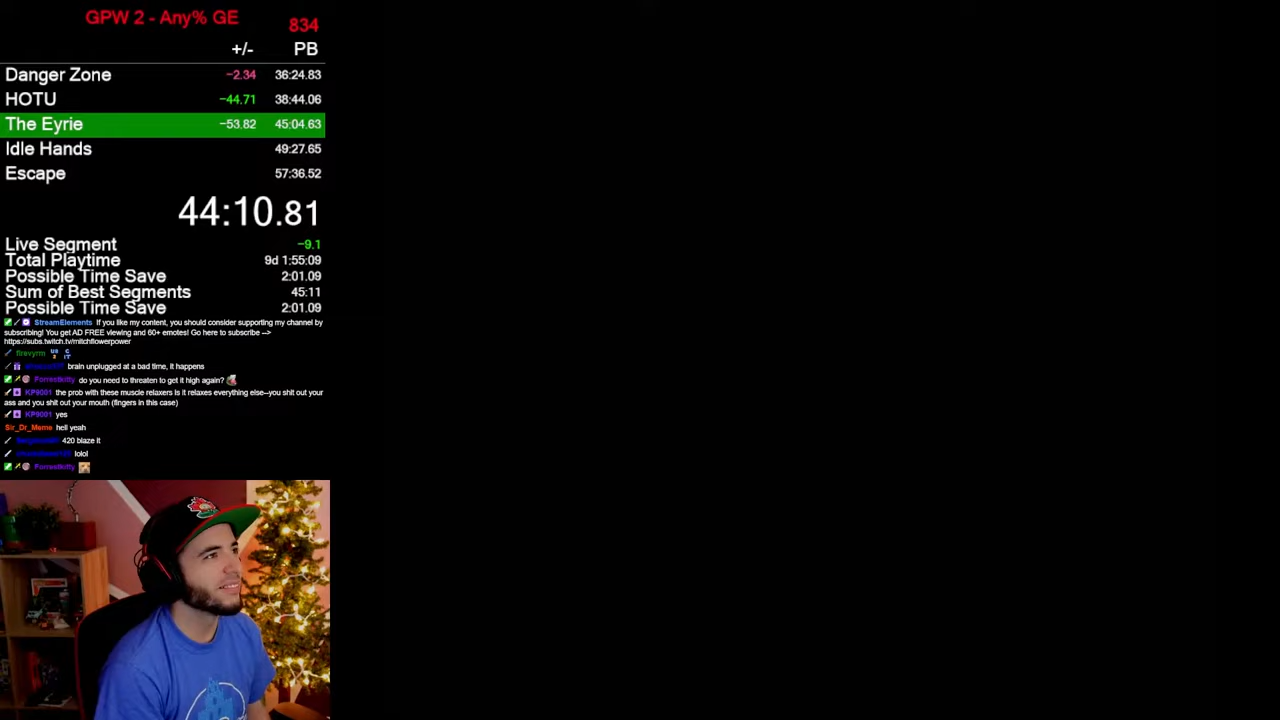 GPW 2 - Any% GE
834
+/- PB
Danger Zone -2.34 36:24.83
HOTU -44.71 38:44.06
The Eyrie -53.82 45:04.63
Idle Hands 49:27.65
Escape 57:36.52
44:10.81
Live Segment -9.1
Total Playtime 9d 1:55:09
Possible Time Save 2:01.09
Sum of Best Segments 45:11
Possible Time Save 2:01.09
StreamElements If you like my content, you should consider supporting my channel by
subscribing! You get AD FREE viewing and 60+ emotes! Go here to subscribe -->
https://subs.twitch.tv/mitchflowerpower
firevyrm
brain unplugged at a bad time, it happens
Forrestkitty do you need to threaten to get it high again?
KP9001 the prob with these muscle relaxers is it relaxes everything else--you shit out your
ass and you shit out your mouth (fingers in this case)
KP9001 yes
Sir_Dr_Meme hell yeah
420 blaze it
lolol
Forrestkitty